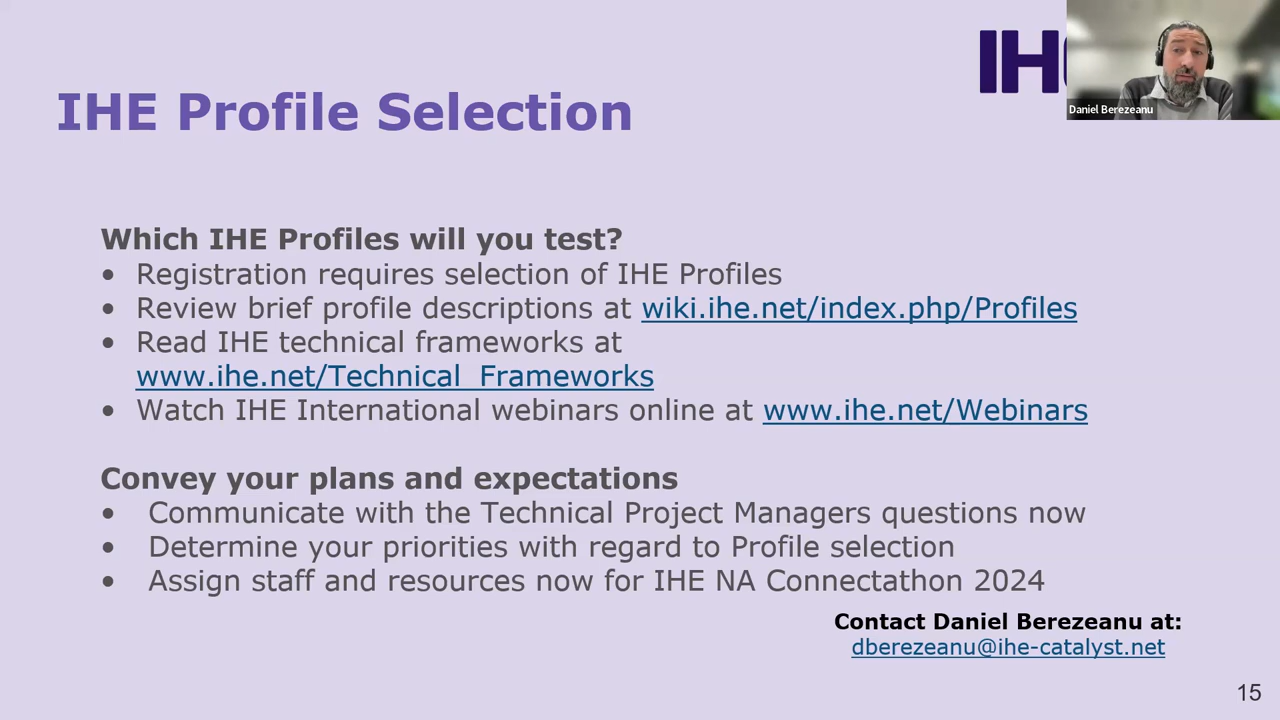 IHE
Daniel Berezeanu
IHE Profile Selection
Which IHE Profiles will you test?
• Registration requires selection of IHE Profiles
• Review brief profile descriptions at wiki.ihe.net/index.php/Profiles
• Read IHE technical frameworks at
www.ihe.net/Technical_Frameworks
• Watch IHE International webinars online at www.ihe.net/Webinars
Convey your plans and expectations
• Communicate with the Technical Project Managers questions now
• Determine your priorities with regard to Profile selection
• Assign staff and resources now for IHE NA Connectathon 2024
Contact Daniel Berezeanu at:
dberezeanu@ihe-catalyst.net
15